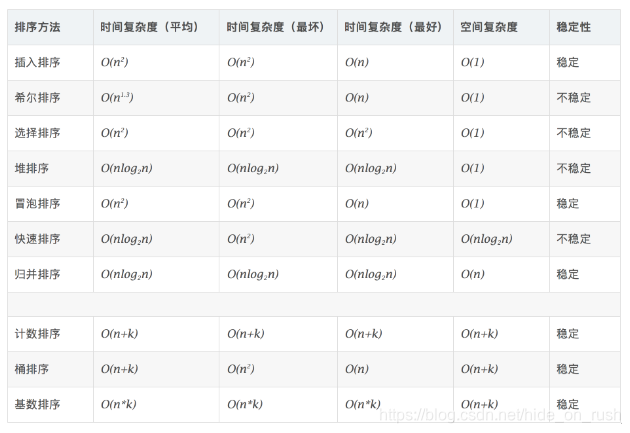 排序方法 时间复杂度（平均） 时间复杂度（最坏） 时间复杂度（最好） 空间复杂度 稳定性
插入排序 O(n²) O(n²) O(n) O(1) 稳定
希尔排序 O(n¹·³) O(n²) O(n) O(1) 不稳定
选择排序 O(n²) O(n²) O(n²) O(1) 不稳定
堆排序 O(nlog₂n) O(nlog₂n) O(nlog₂n) O(1) 不稳定
冒泡排序 O(n²) O(n²) O(n) O(1) 稳定
快速排序 O(nlog₂n) O(n²) O(nlog₂n) O(nlog₂n) 不稳定
归并排序 O(nlog₂n) O(nlog₂n) O(nlog₂n) O(n) 稳定
计数排序 O(n+k) O(n+k) O(n+k) O(n+k) 稳定
桶排序 O(n+k) O(n²) O(n) O(n+k) 稳定
基数排序 O(n*k) O(n*k) O(n*k) O(n+k) 稳定
https://blog.csdn.net/hide_on_rush